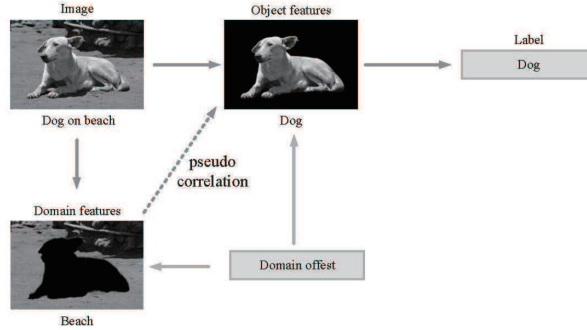 Image
Object features
Label
Dog
Dog on beach
Dog
pseudo
correlation
Domain features
Domain offest
Beach